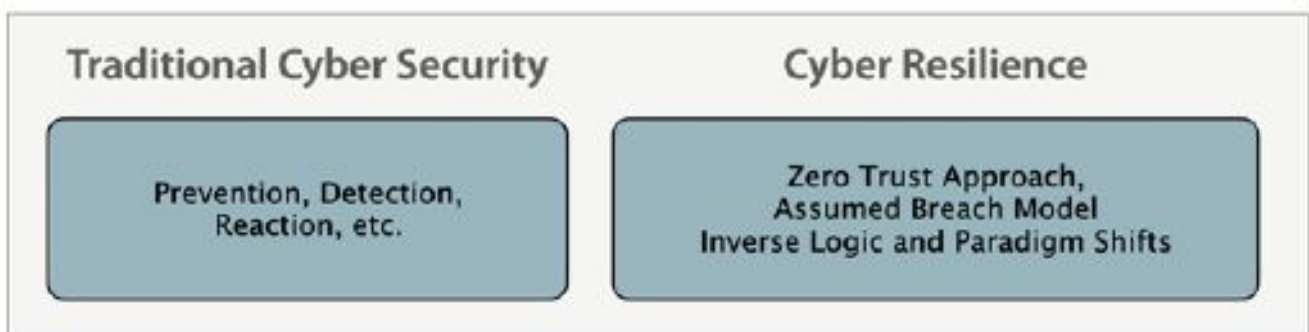 Traditional Cyber Security
Prevention, Detection,
Reaction, etc.
Cyber Resilience
Zero Trust Approach,
Assumed Breach Model
Inverse Logic and Paradigm Shifts